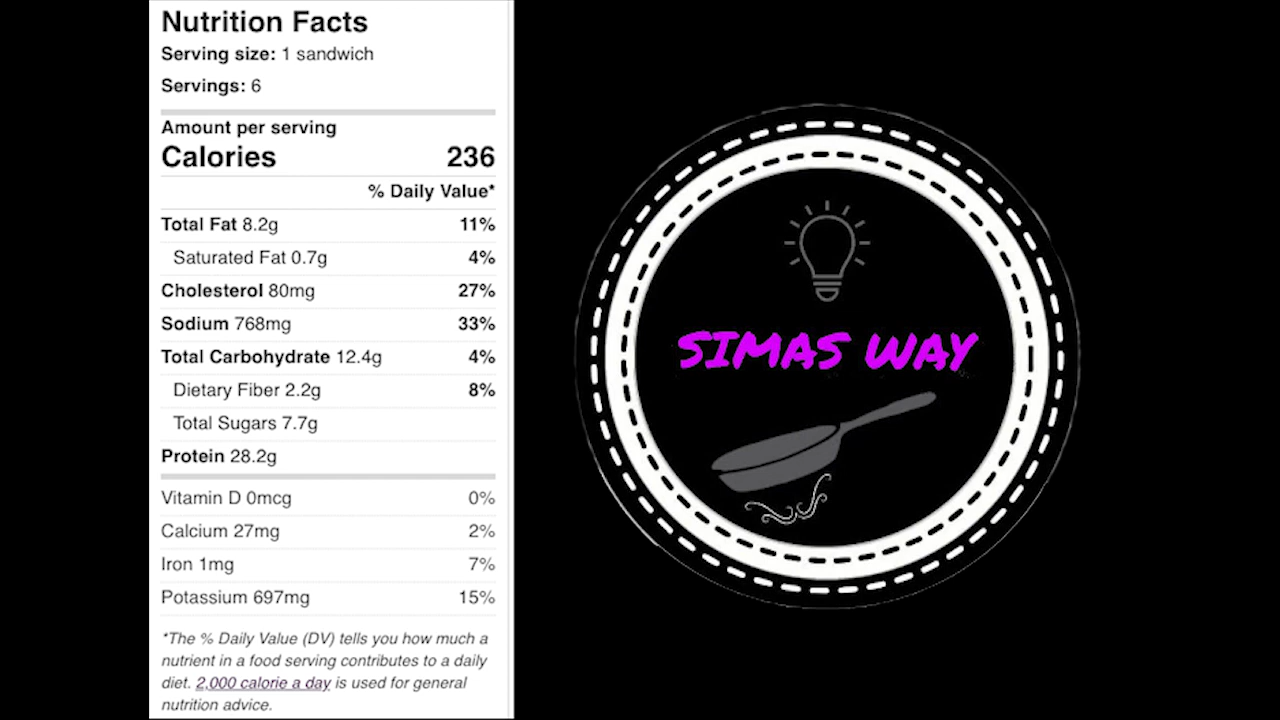 Nutrition Facts
Serving size: 1 sandwich
Servings: 6
Amount per serving
Calories 236
% Daily Value*
Total Fat 8.2g 11%
Saturated Fat 0.7g 4%
Cholesterol 80mg 27%
Sodium 768mg 33%
Total Carbohydrate 12.4g 4%
Dietary Fiber 2.2g 8%
Total Sugars 7.7g
Protein 28.2g
Vitamin D 0mcg 0%
Calcium 27mg 2%
Iron 1mg 7%
Potassium 697mg 15%
*The % Daily Value (DV) tells you how much a
nutrient in a food serving contributes to a daily
diet. 2,000 calorie a day is used for general
nutrition advice.
SIMAS WAY